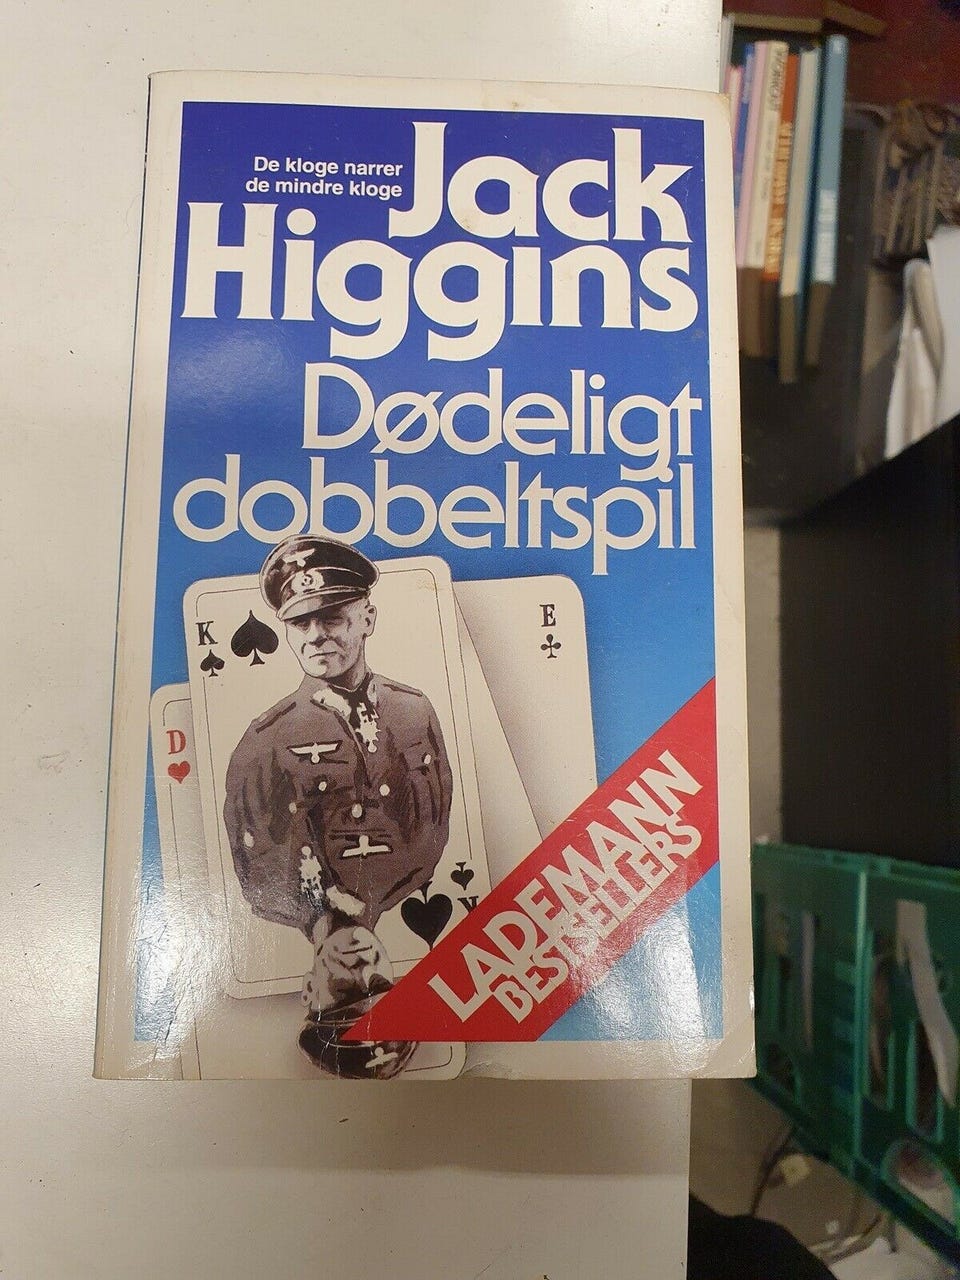 De kloge narrer
de mindre kloge
Jack
Higgins
Dødeligt
dobbeltspil
K
E
D
K
LADEMANN
BESTSELLERS